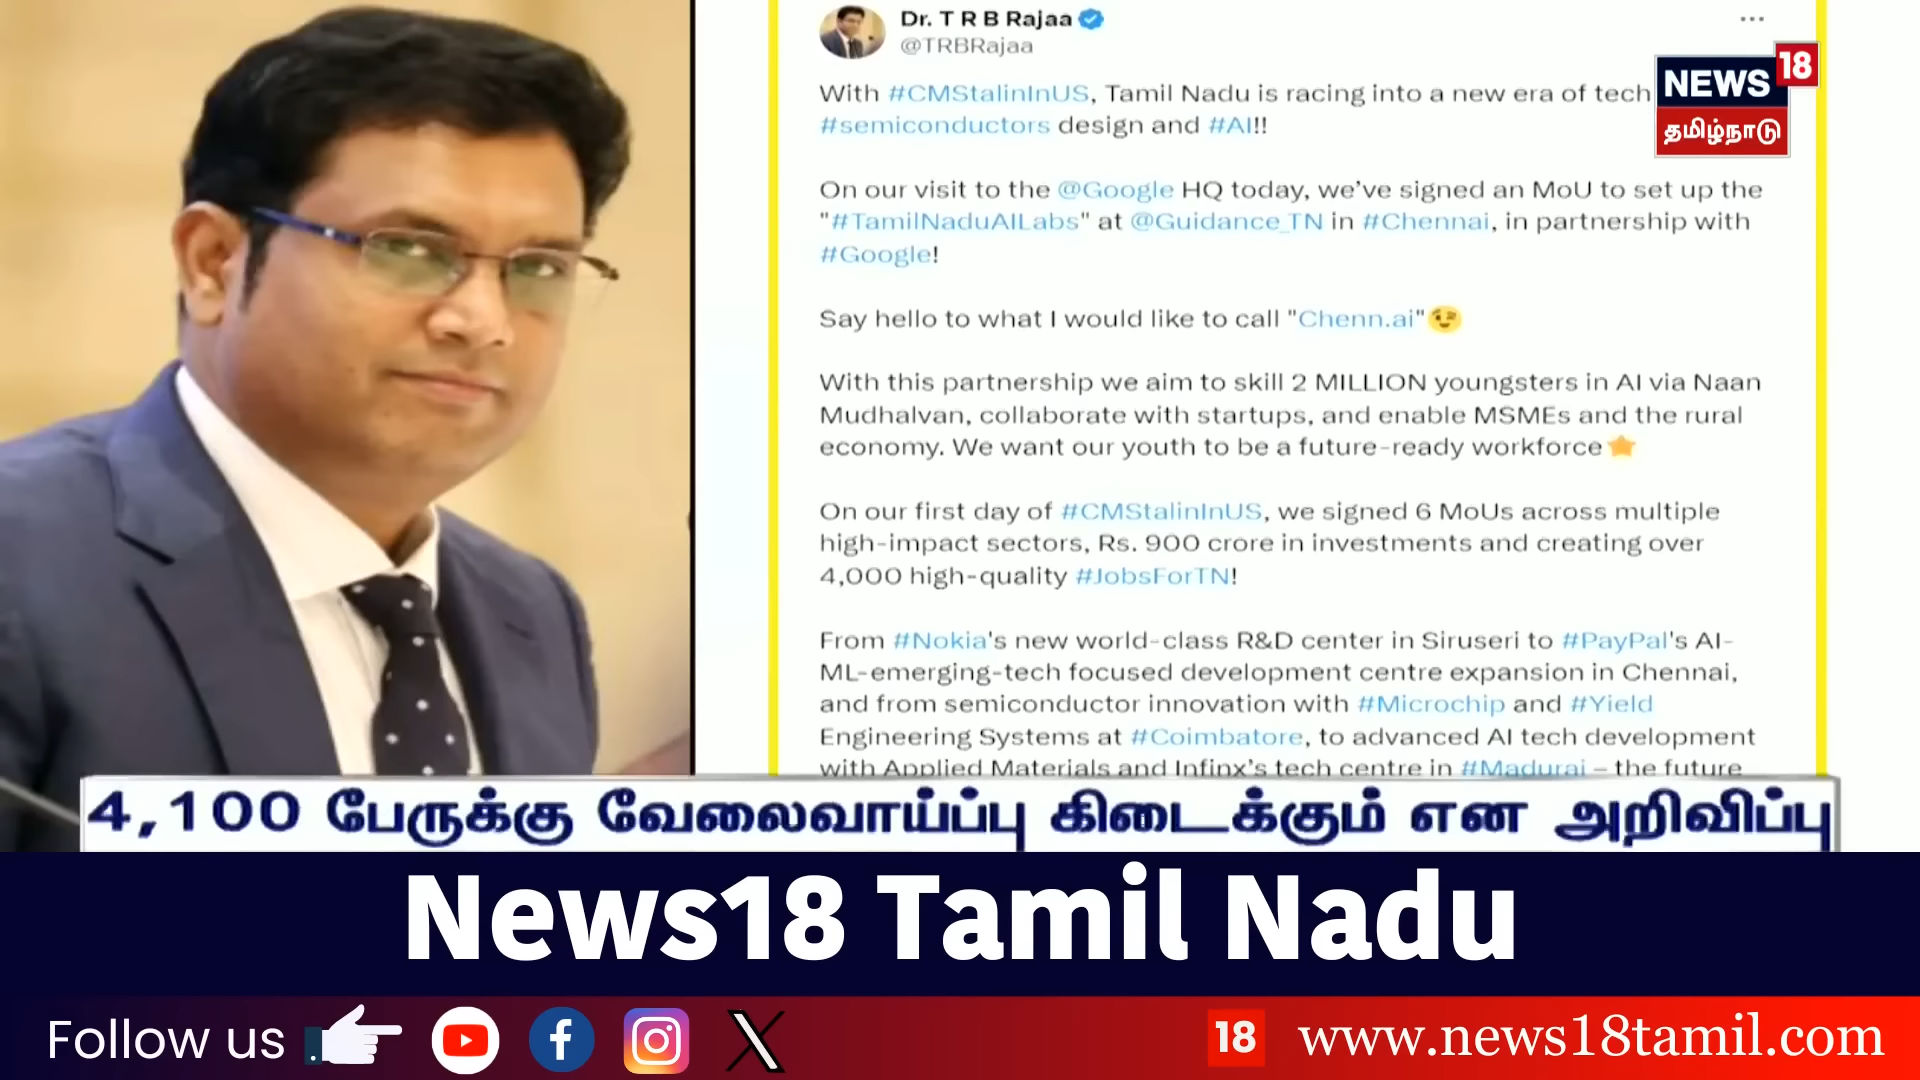 Dr. T R B Rajaa
@TRBRajaa
With #CMStalinInUS, Tamil Nadu is racing into a new era of tech
#semiconductors design and #AI!!
On our visit to the @Google HQ today, we've signed an MoU to set up the
"#TamilNaduAILabs" at @Guidance_TN in #Chennai, in partnership with
#Google!
Say hello to what I would like to call "Chenn.ai"😉
With this partnership we aim to skill 2 MILLION youngsters in AI via Naan
Mudhalvan, collaborate with startups, and enable MSMEs and the rural
economy. We want our youth to be a future-ready workforce⭐
On our first day of #CMStalinInUS, we signed 6 MoUs across multiple
high-impact sectors, Rs. 900 crore in investments and creating over
4,000 high-quality #JobsForTN!
From #Nokia's new world-class R&D center in Siruseri to #PayPal's AI-
ML-emerging-tech focused development centre expansion in Chennai,
and from semiconductor innovation with #Microchip and #Yield
Engineering Systems at #Coimbatore, to advanced AI tech development
with Applied Materials and Infinx's tech centre in #Madurai – the future
NEWS 18
தமிழ்நாடு
4,100 பேருக்கு வேலைவாய்ப்பு கிடைக்கும் என அறிவிப்பு
News18 Tamil Nadu
Follow us
18 www.news18tamil.com